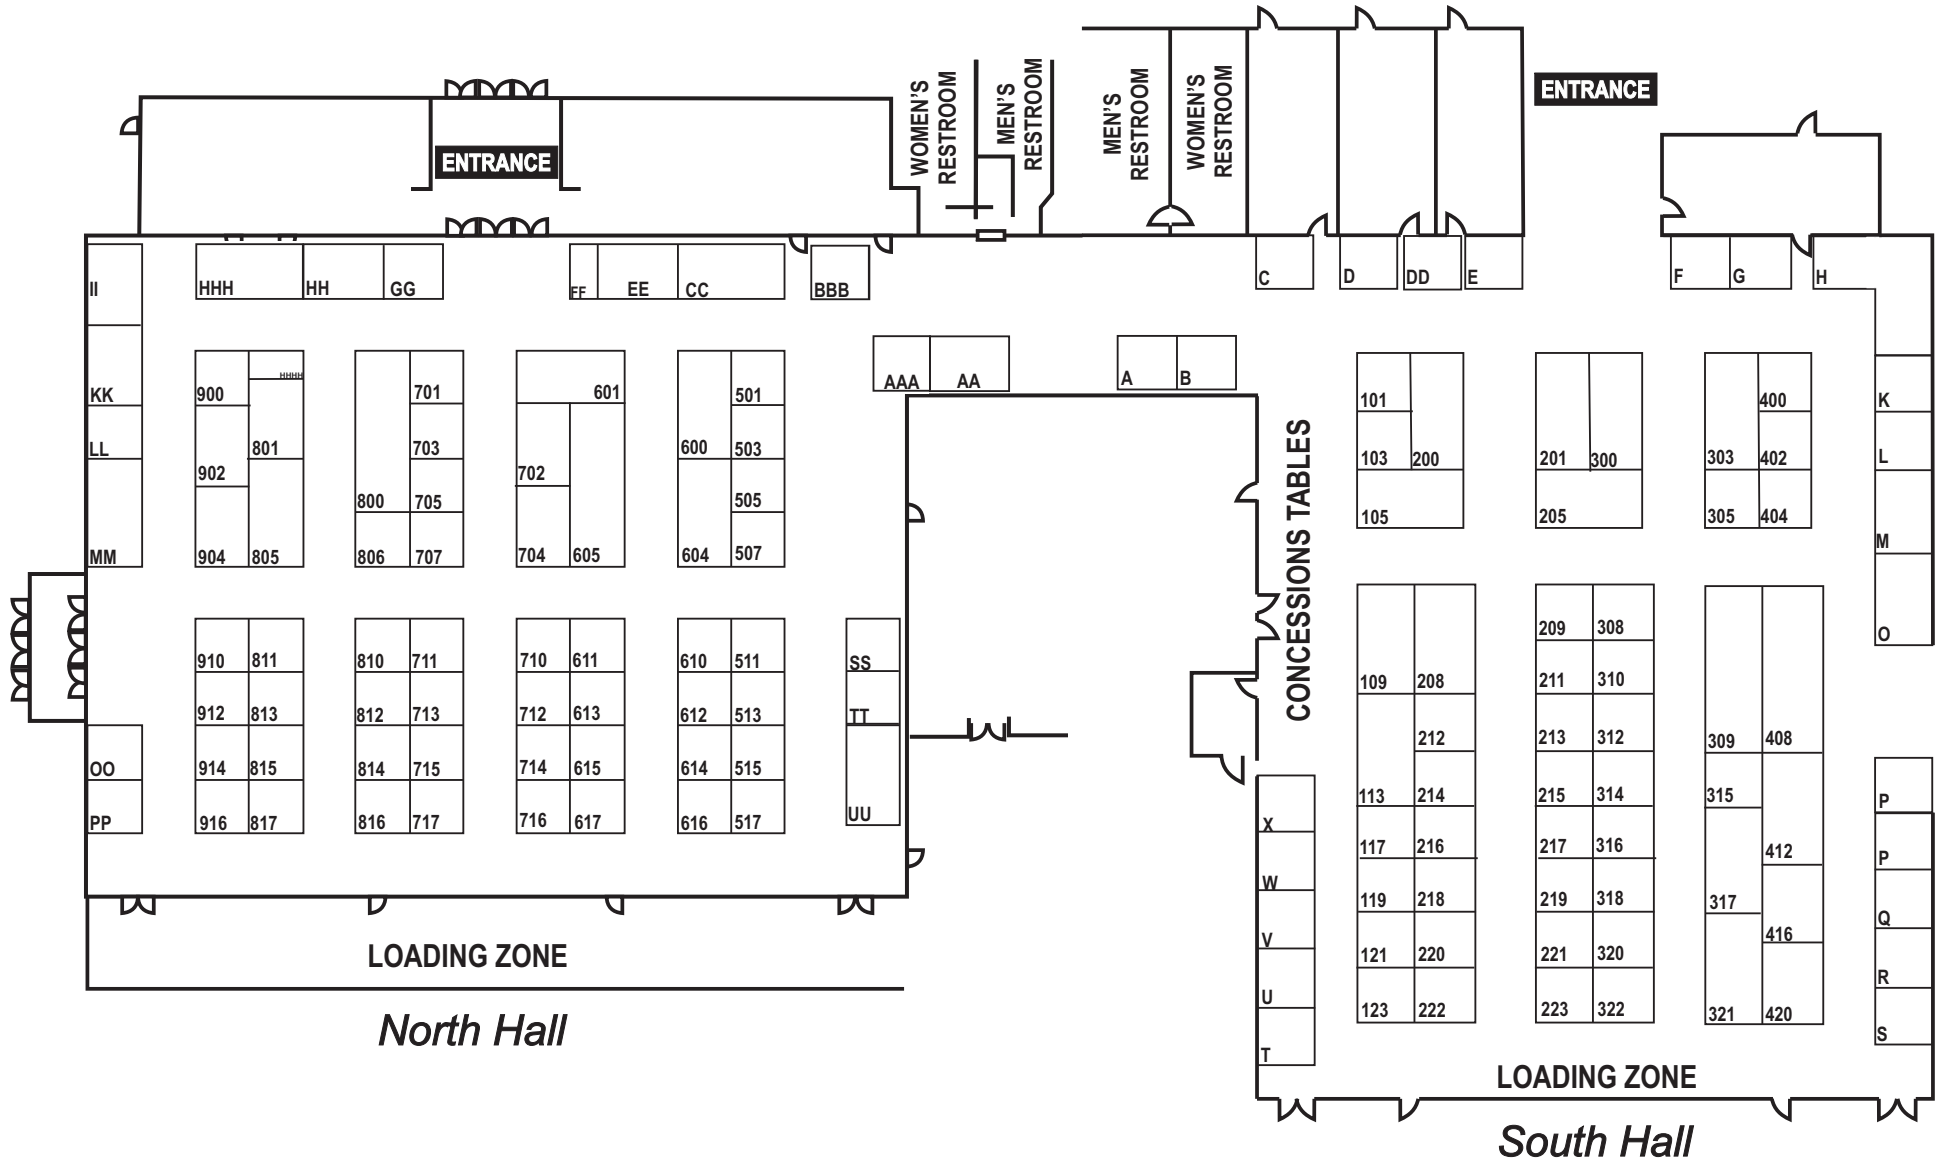 ENTRANCE
ENTRANCE
WOMEN'S
RESTROOM
MEN'S
RESTROOM
MEN'S
RESTROOM
WOMEN'S
RESTROOM
II
HHH
HH
GG
FF
EE
CC
BBB
C
D
DD
E
F
G
H
AAA
AA
A
B
KK
LL
MM
OO
PP
900
HHHH
801
902
904
805
701
703
800
705
806
707
601
702
704
605
501
600
503
505
604
507
910
811
912
813
914
815
916
817
810
711
812
713
814
715
816
717
710
611
712
613
714
615
716
617
610
511
612
513
614
515
616
517
SS
TT
UU
LOADING ZONE
North Hall
CONCESSIONS TABLES
101
103
200
105
201
300
205
400
303
402
305
404
K
L
M
O
109
208
212
113
214
117
216
119
218
121
220
123
222
209
308
211
310
213
312
215
314
217
316
219
318
221
320
223
322
309
408
315
412
317
416
321
420
X
W
V
U
T
P
P
Q
R
S
LOADING ZONE
South Hall